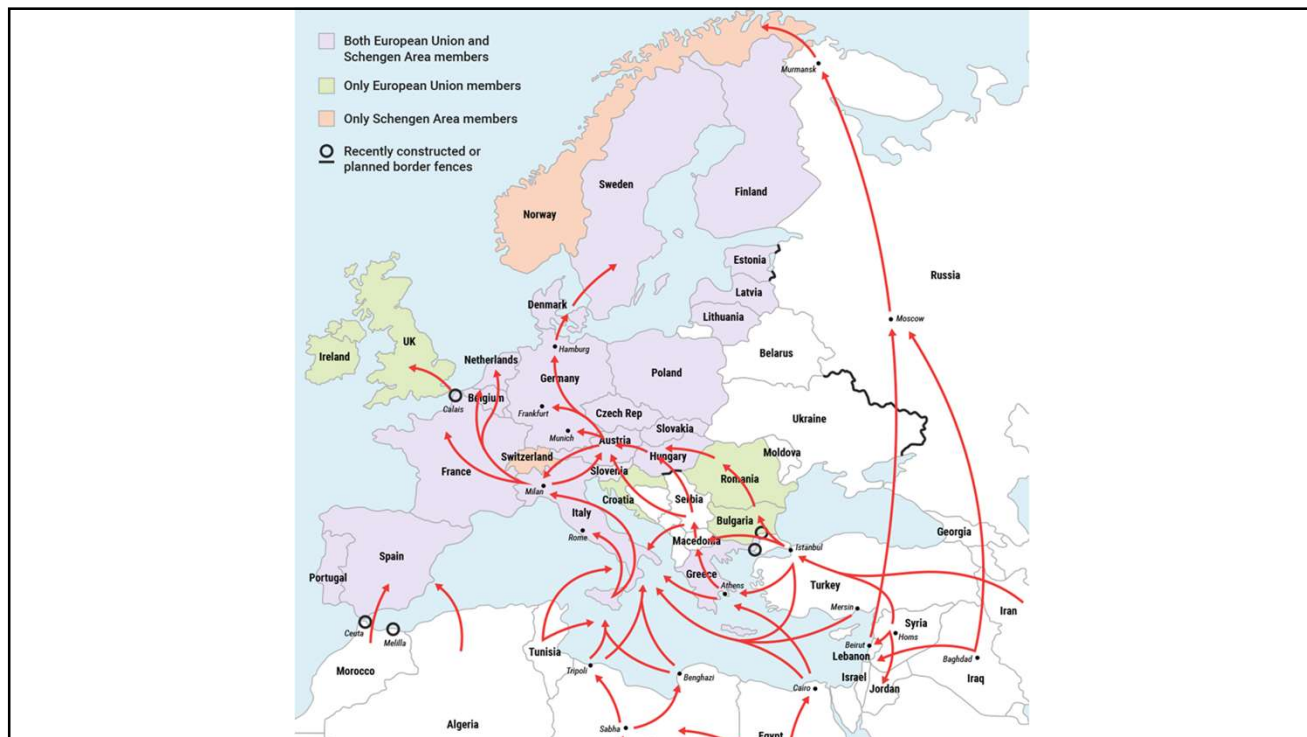 Both European Union and
Schengen Area members
Only European Union members
Only Schengen Area members
Recently constructed or
planned border fences
Murmansk
Sweden
Finland
Norway
Estonia
Russia
Latvia
Denmark
Lithuania
Moscow
UK
Ireland
Hamburg
Netherlands
Belarus
Germany
Poland
Belgium
Calais
Frankfurt
Czech Rep
Ukraine
Slovakia
Munich
Austria
Moldova
Switzerland
Hungary
France
Slovenia
Romania
Milan
Croatia
Serbia
Italy
Bulgaria
Georgia
Rome
Macedonia
Istanbul
Spain
Greece
Turkey
Portugal
Athens
Iran
Mersin
Syria
Ceuta
Homs
Melilla
Beirut
Tunisia
Lebanon
Baghdad
Morocco
Tripoli
Benghazi
Israel
Iraq
Cairo
Jordan
Algeria
Sabha
Egypt